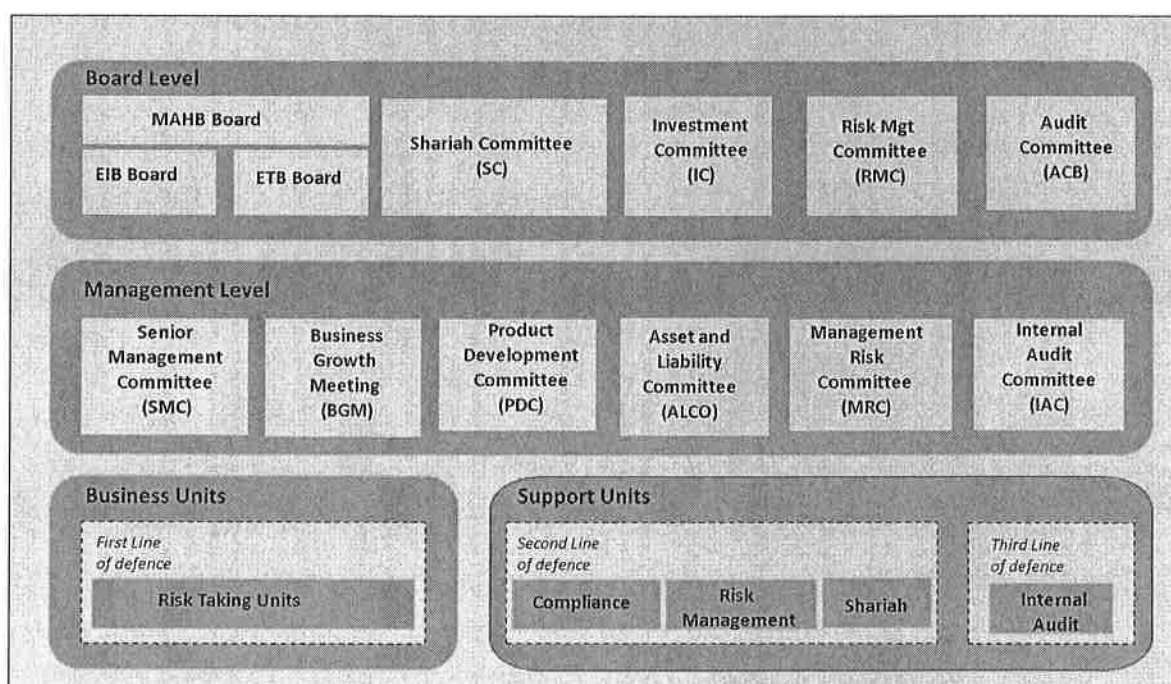 Board Level
MAHB Board
EIB Board
ETB Board
Shariah Committee
(SC)
Investment
Committee
(IC)
Risk Mgt
Committee
(RMC)
Audit
Committee
(ACB)
Management Level
Senior
Management
Committee
(SMC)
Business
Growth
Meeting
(BGM)
Product
Development
Committee
(PDC)
Asset and
Liability
Committee
(ALCO)
Management
Risk
Committee
(MRC)
Internal
Audit
Committee
(IAC)
Business Units
First Line
of defence
Risk Taking Units
Support Units
Second Line
of defence
Compliance
Risk
Management
Shariah
Third Line
of defence
Internal
Audit